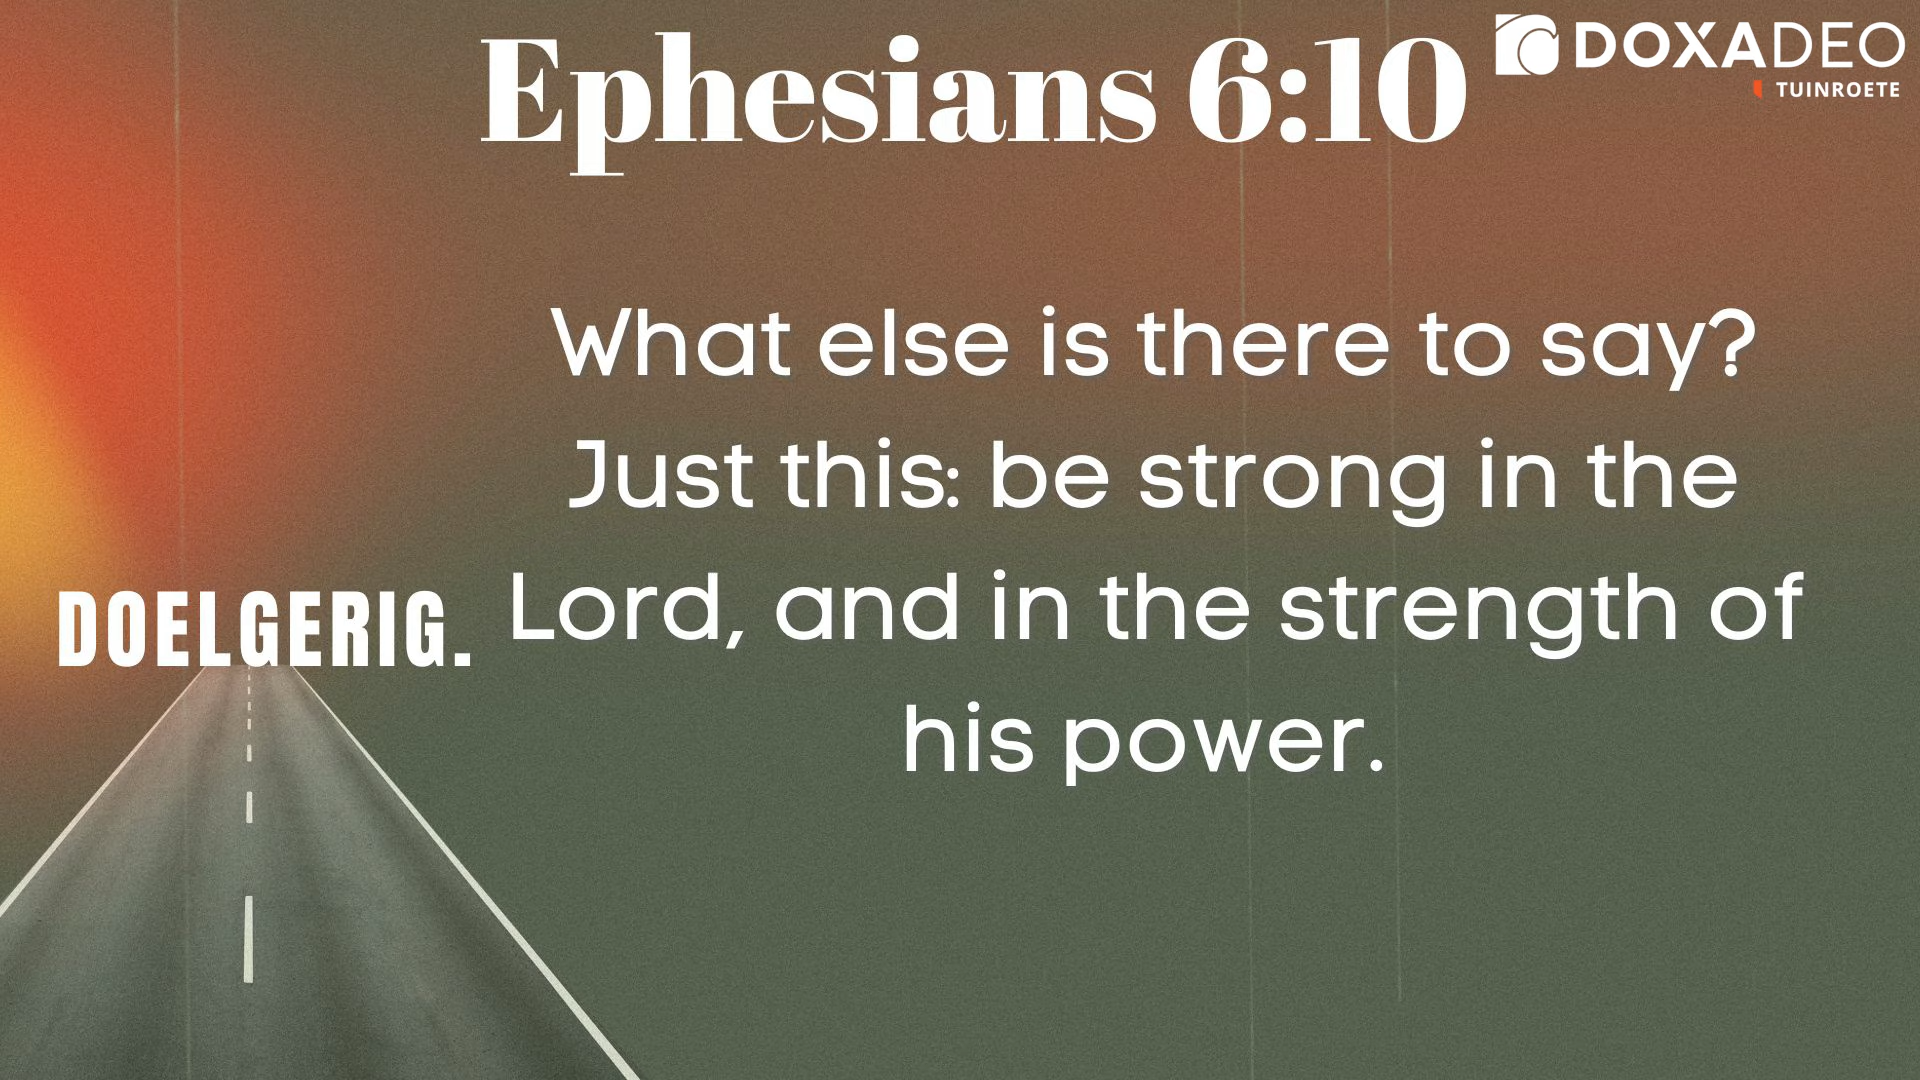 Ephesians 6:10
DOXADEO
TUINROETE
What else is there to say?
Just this: be strong in the
Lord, and in the strength of
his power.
DOELGERIG.